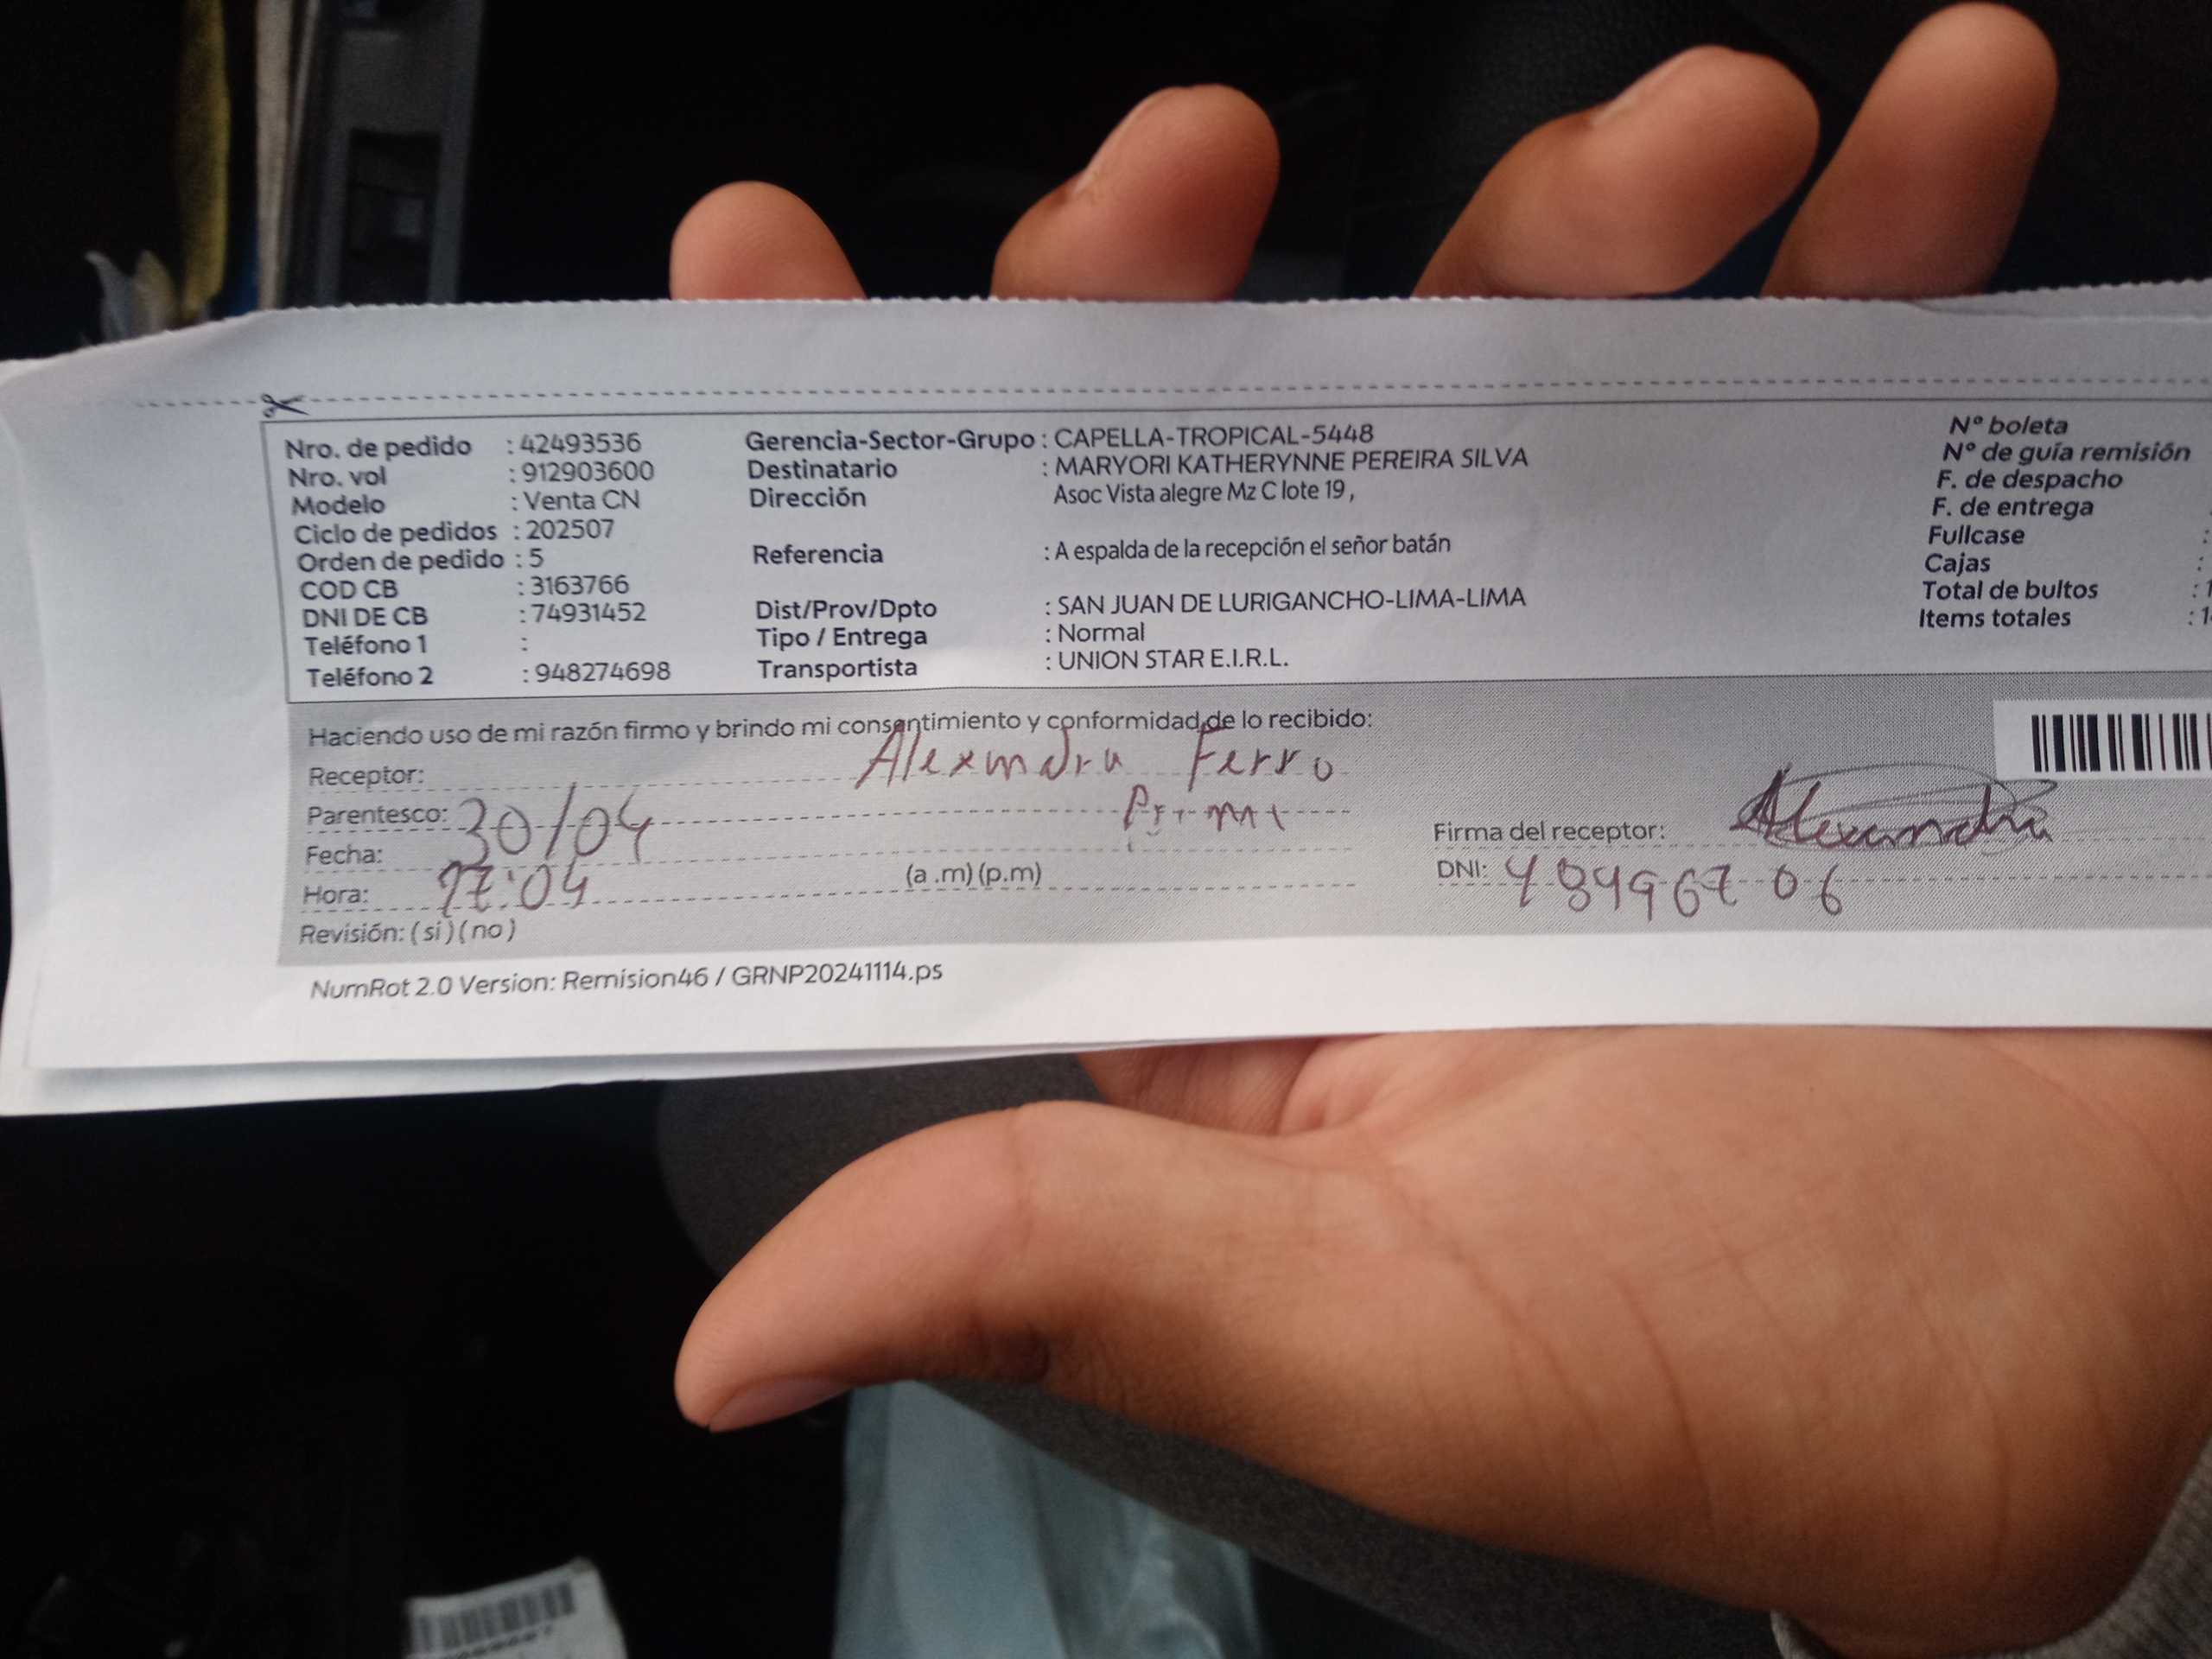 Nro. de pedido : 42493536
Nro. vol : 912903600
Modelo : Venta CN
Ciclo de pedidos : 202507
Orden de pedido : 5
COD CB : 3163766
DNI DE CB : 74931452
Teléfono 1 :
Teléfono 2 : 948274698
Gerencia-Sector-Grupo : CAPELLA-TROPICAL-5448
Destinatario : MARYORI KATHERYNNE PEREIRA SILVA
Dirección Asoc Vista alegre Mz C lote 19 ,
Referencia : A espalda de la recepción el señor batán
Dist/Prov/Dpto : SAN JUAN DE LURIGANCHO-LIMA-LIMA
Tipo / Entrega : Normal
Transportista : UNION STAR E.I.R.L.
Nº boleta
Nº de guía remisión
F. de despacho
F. de entrega
Fullcase :
Cajas :
Total de bultos : 1
Items totales : 1
Haciendo uso de mi razón firmo y brindo mi consentimiento y conformidad de lo recibido:
Receptor: Alexandra Ferro
Parentesco: Prima
Fecha: 30/04
Hora: 17:04 (a .m) (p.m)
Revisión: ( si ) ( no )
Firma del receptor: Alexandra
DNI:
NumRot 2.0 Version: Remision46 / GRNP20241114.ps